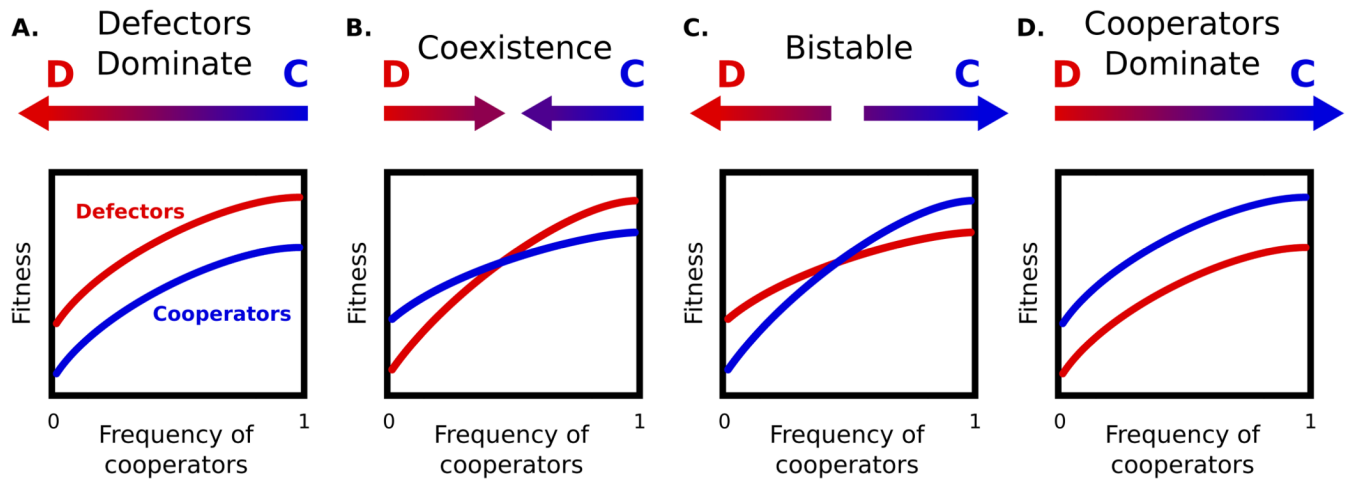 A.
Defectors
Dominate
D
C
Fitness
Defectors
Cooperators
0
1
Frequency of
cooperators
B.
Coexistence
D
C
Fitness
0
1
Frequency of
cooperators
C.
Bistable
D
C
Fitness
0
1
Frequency of
cooperators
D.
Cooperators
Dominate
D
C
Fitness
0
1
Frequency of
cooperators